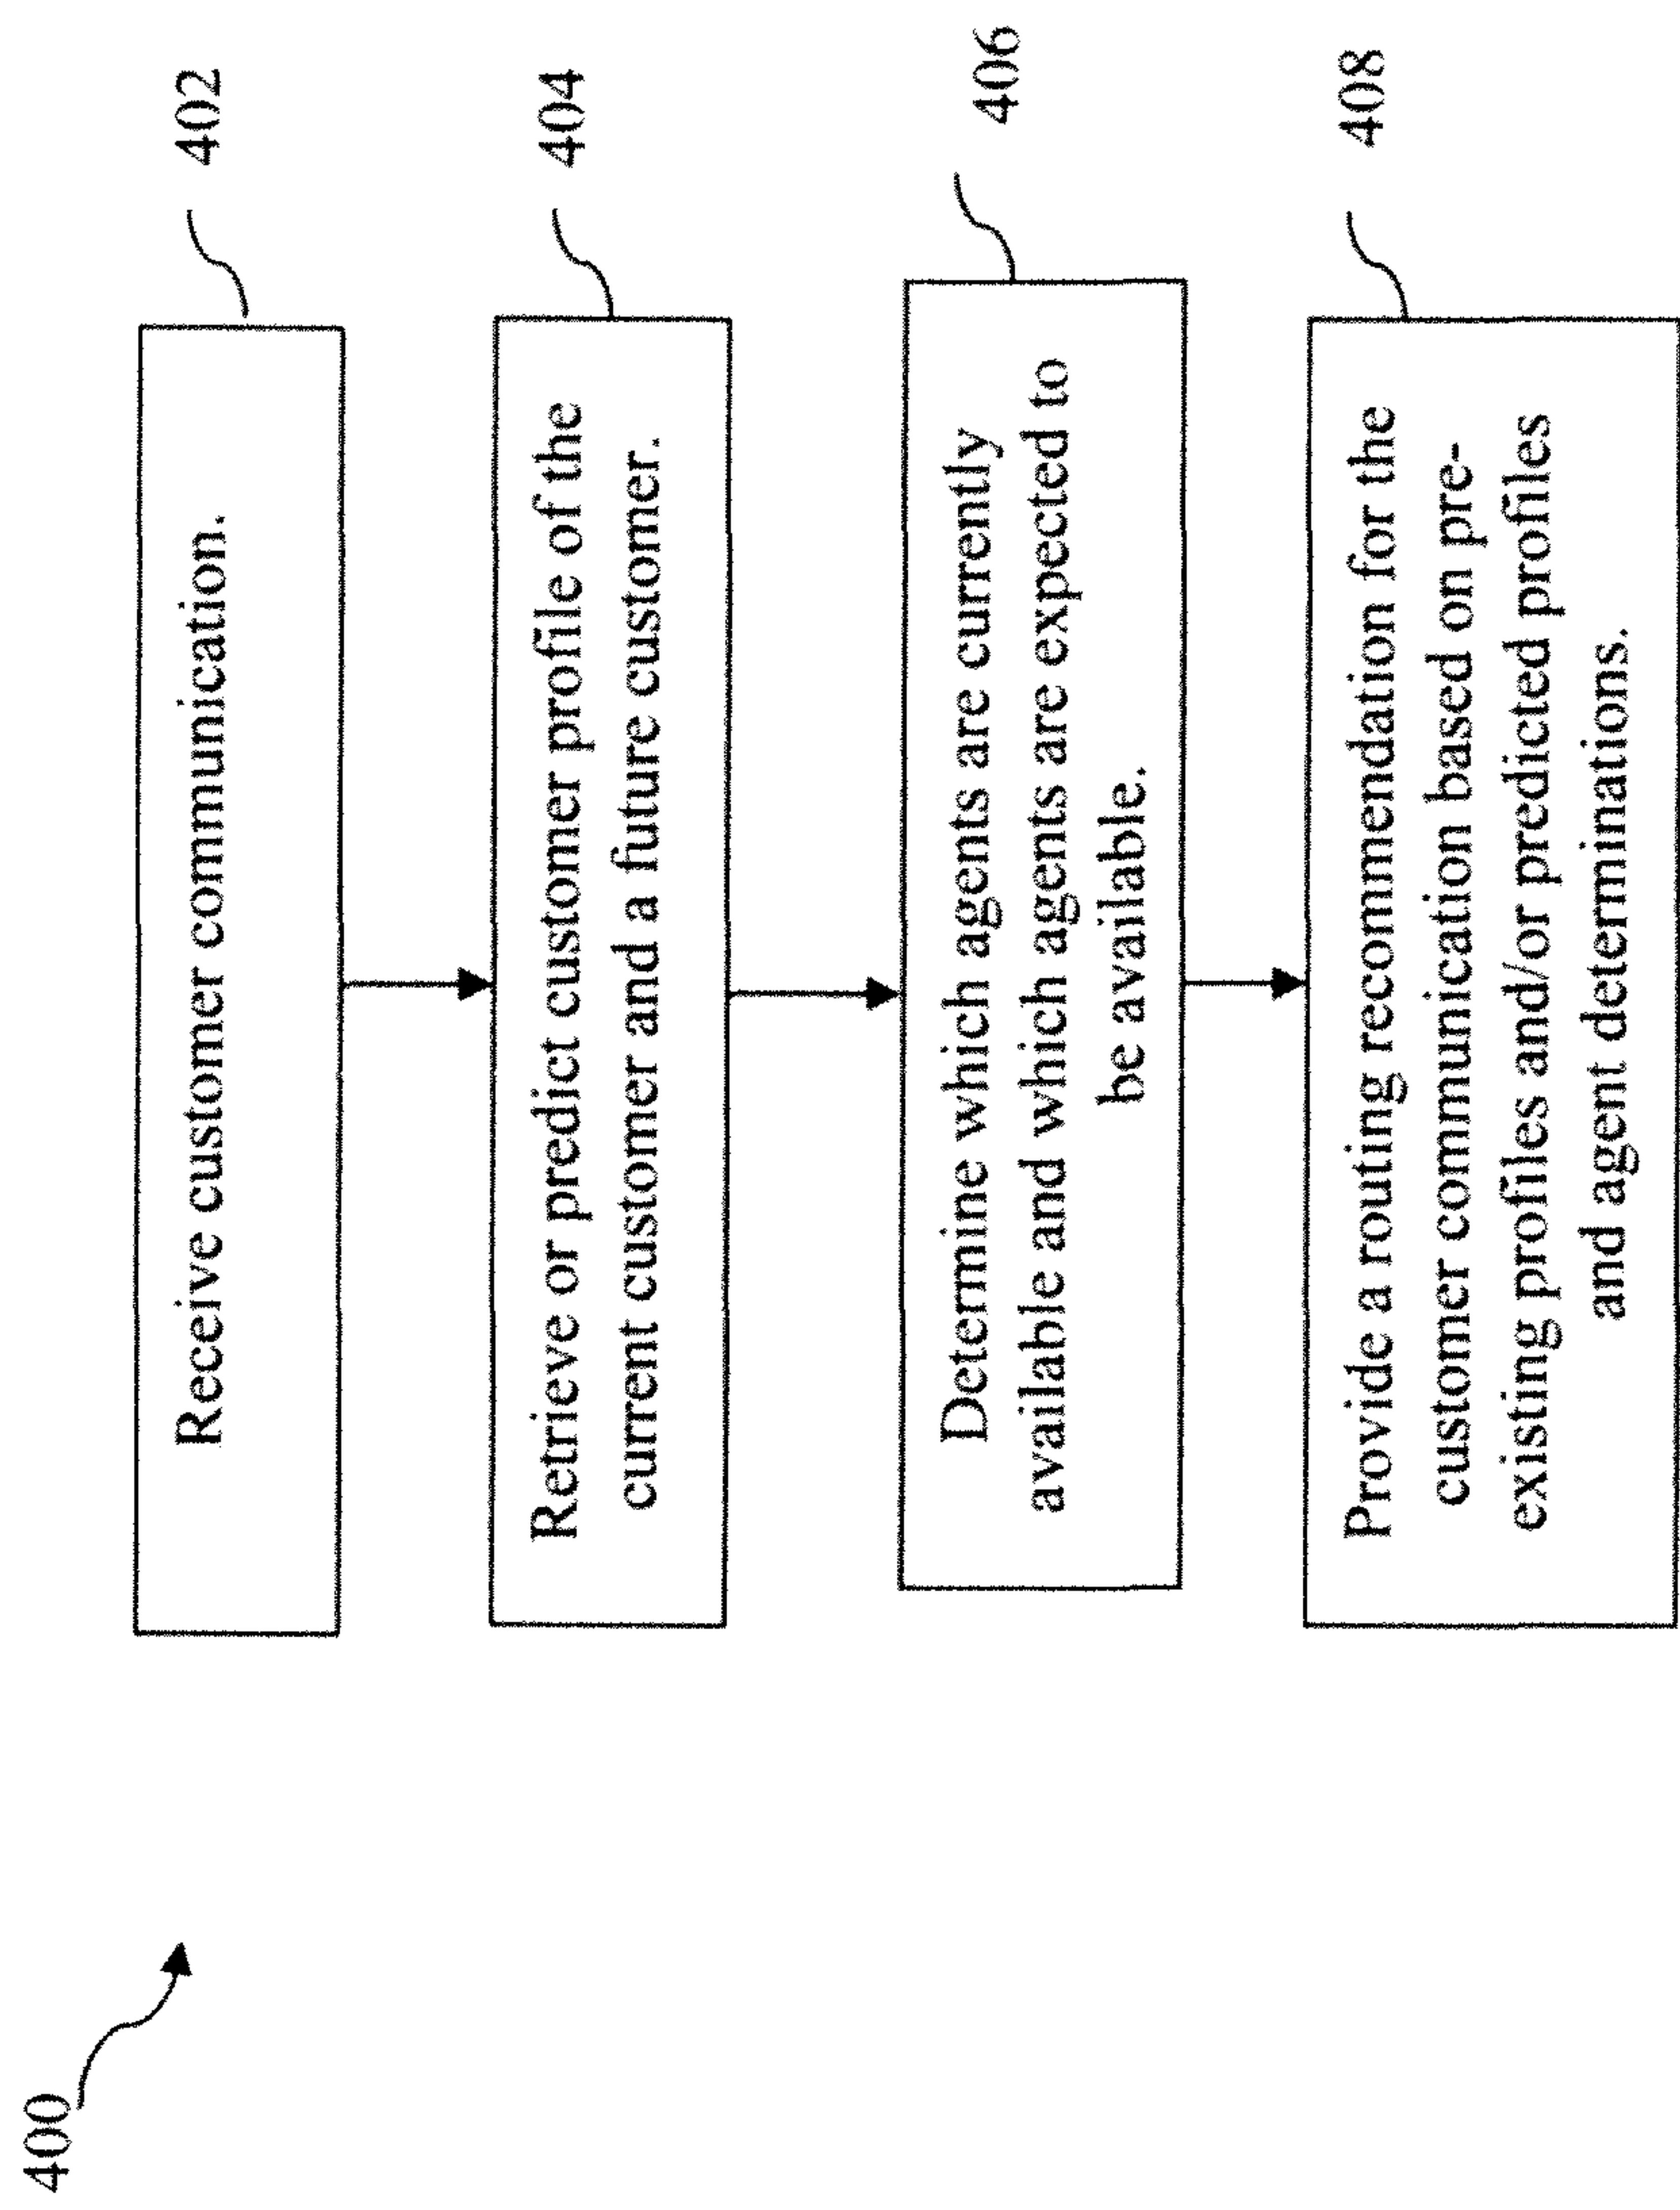 400
Receive customer communication.
402
Retrieve or predict customer profile of the
current customer and a future customer.
404
Determine which agents are currently
available and which agents are expected to
be available.
406
Provide a routing recommendation for the
customer communication based on pre-
existing profiles and/or predicted profiles
and agent determinations.
408